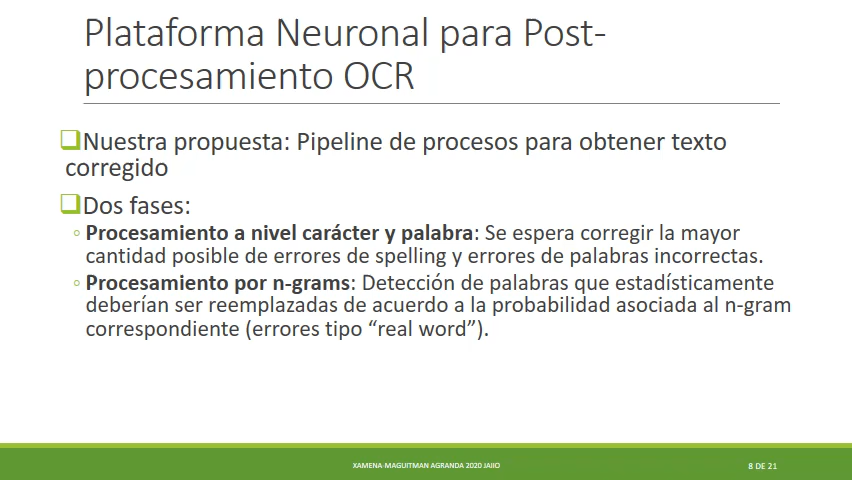 Plataforma Neuronal para Post-
procesamiento OCR
Nuestra propuesta: Pipeline de procesos para obtener texto
corregido
Dos fases:
Procesamiento a nivel carácter y palabra: Se espera corregir la mayor
cantidad posible de errores de spelling y errores de palabras incorrectas.
Procesamiento por n-grams: Detección de palabras que estadísticamente
deberían ser reemplazadas de acuerdo a la probabilidad asociada al n-gram
correspondiente (errores tipo “real word”).
XAMENA-MAGUITMAN AGRANDA 2020 JAIIO
8 DE 21